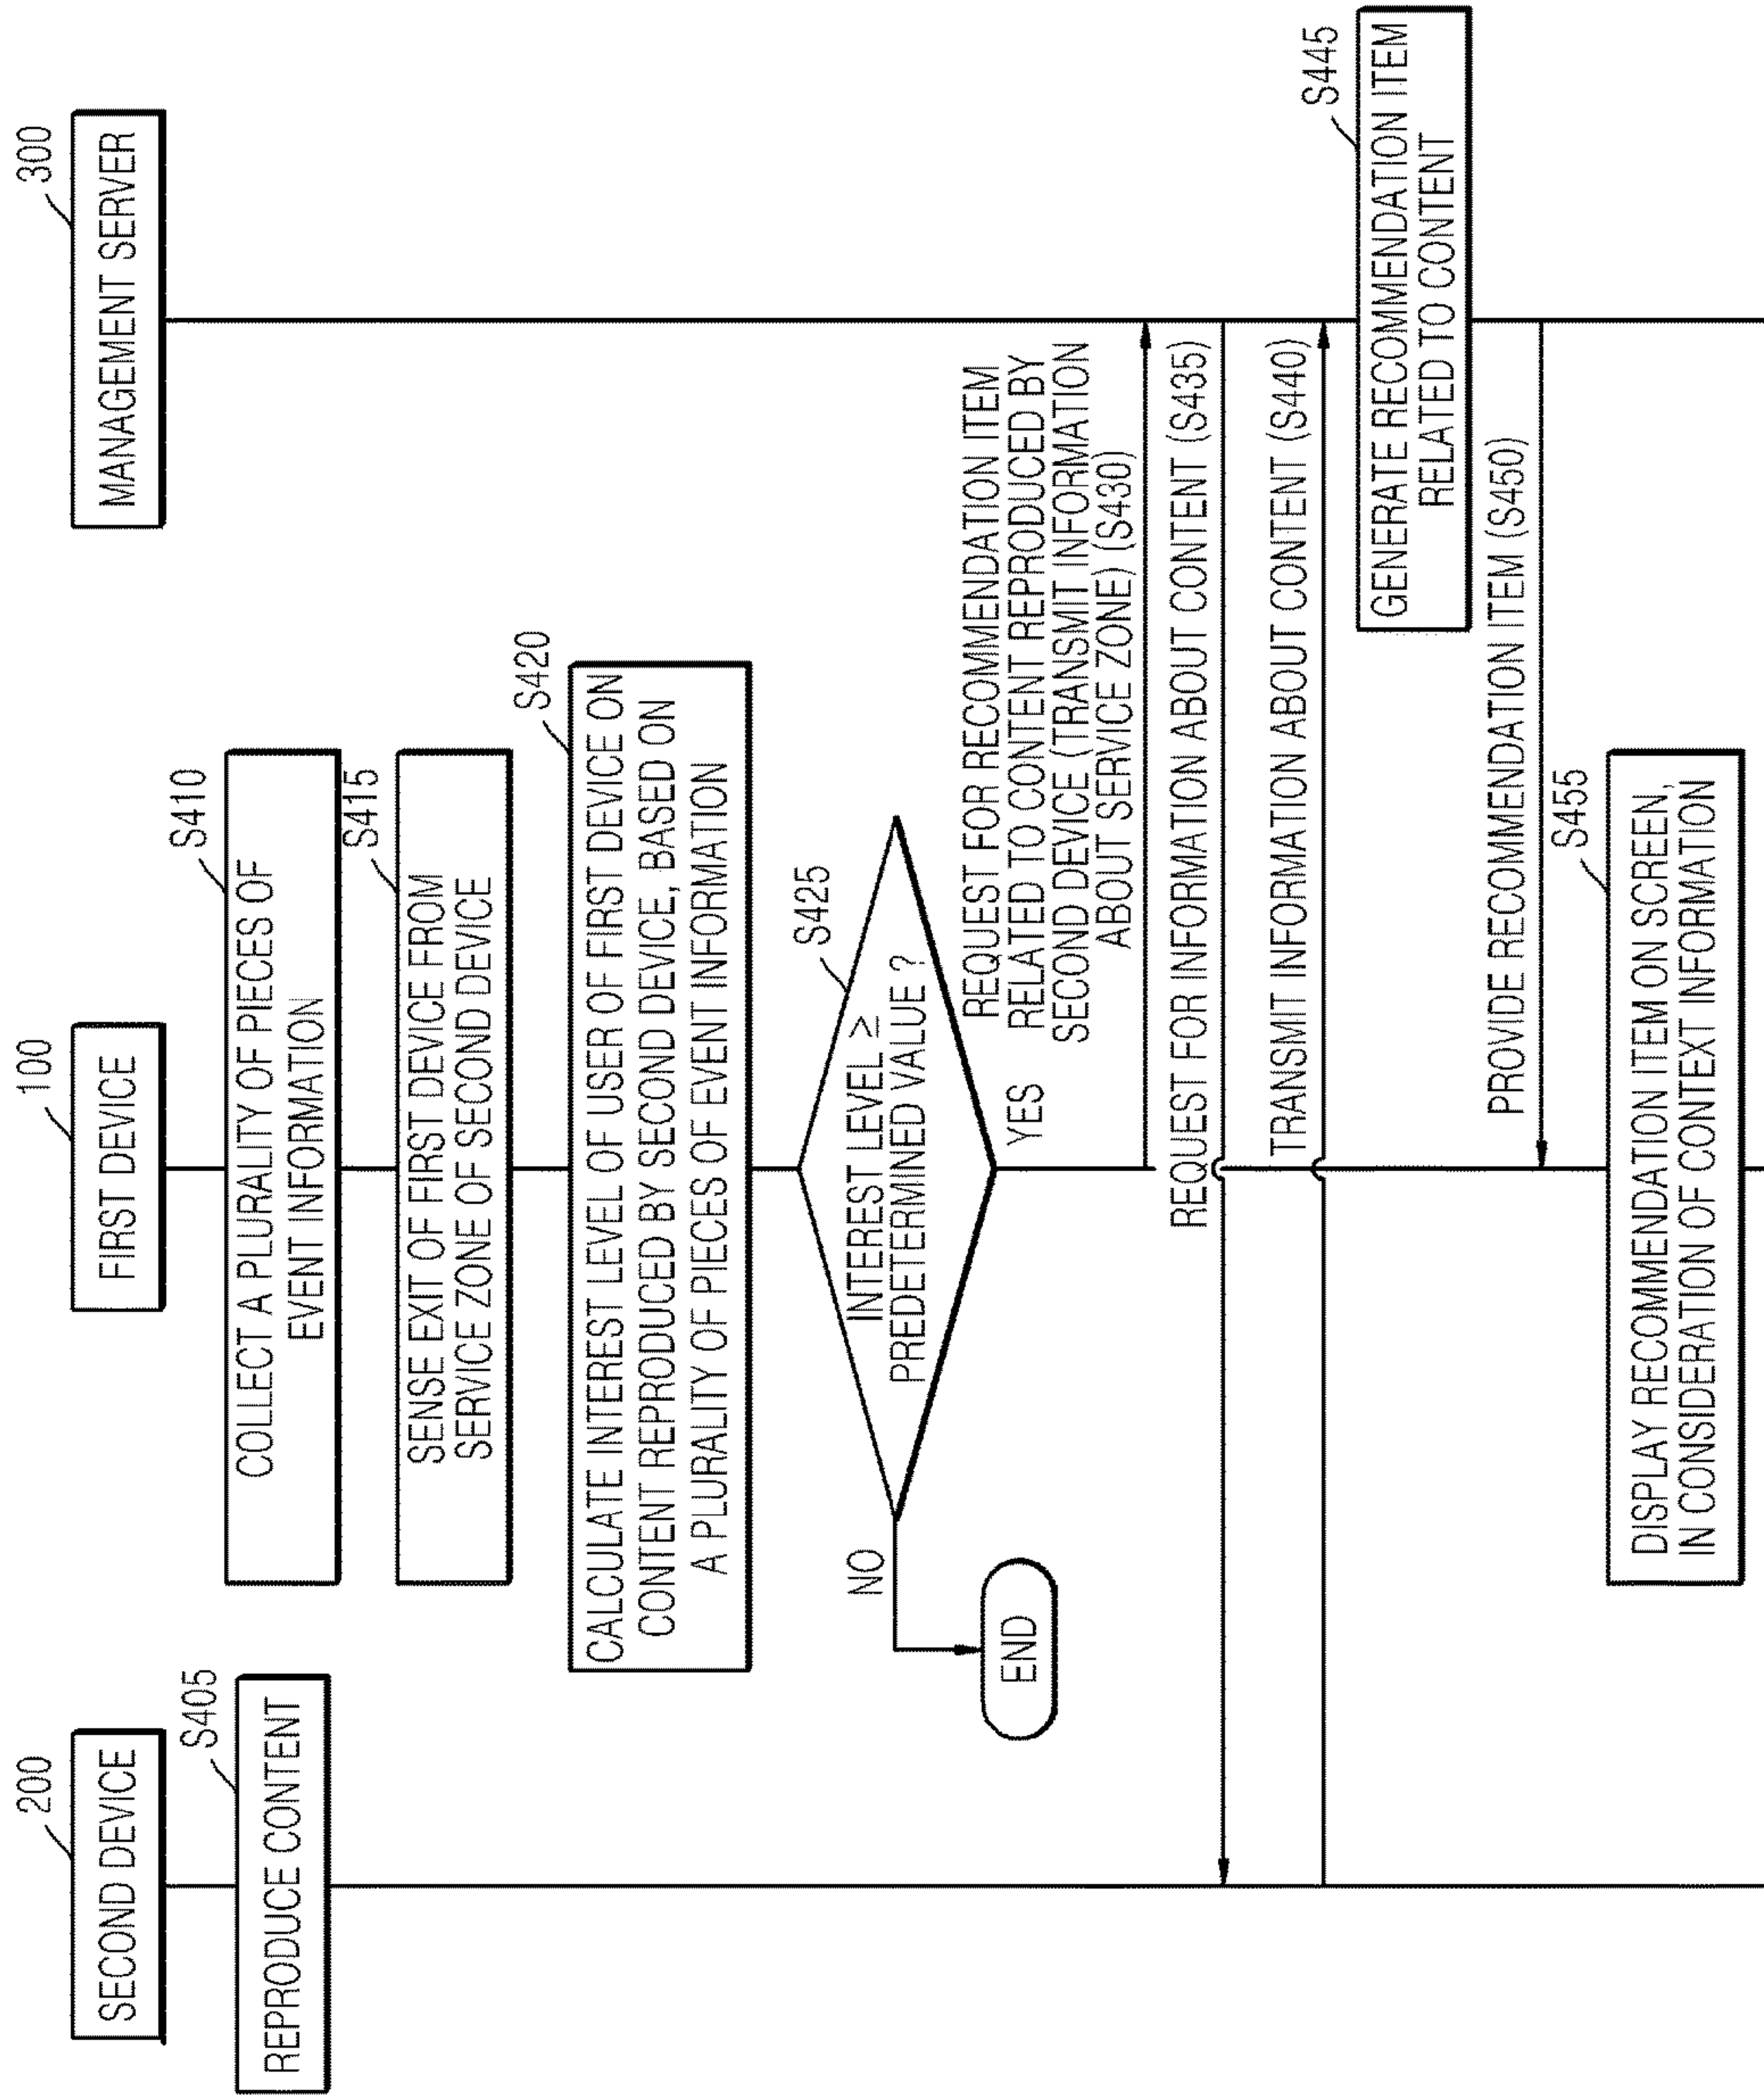 200
SECOND DEVICE
100
FIRST DEVICE
300
MANAGEMENT SERVER
S405
REPRODUCE CONTENT
S410
COLLECT A PLURALITY OF PIECES OF
EVENT INFORMATION
S415
SENSE EXIT OF FIRST DEVICE FROM
SERVICE ZONE OF SECOND DEVICE
S420
CALCULATE INTEREST LEVEL OF USER OF FIRST DEVICE ON
CONTENT REPRODUCED BY SECOND DEVICE, BASED ON
A PLURALITY OF PIECES OF EVENT INFORMATION
S425
INTEREST LEVEL ≥
PREDETERMINED VALUE ?
NO
END
YES
REQUEST FOR RECOMMENDATION ITEM
RELATED TO CONTENT REPRODUCED BY
SECOND DEVICE (TRANSMIT INFORMATION
ABOUT SERVICE ZONE) (S430)
REQUEST FOR INFORMATION ABOUT CONTENT (S435)
TRANSMIT INFORMATION ABOUT CONTENT (S440)
S445
GENERATE RECOMMENDATION ITEM
RELATED TO CONTENT
PROVIDE RECOMMENDATION ITEM (S450)
S455
DISPLAY RECOMMENDATION ITEM ON SCREEN,
IN CONSIDERATION OF CONTEXT INFORMATION